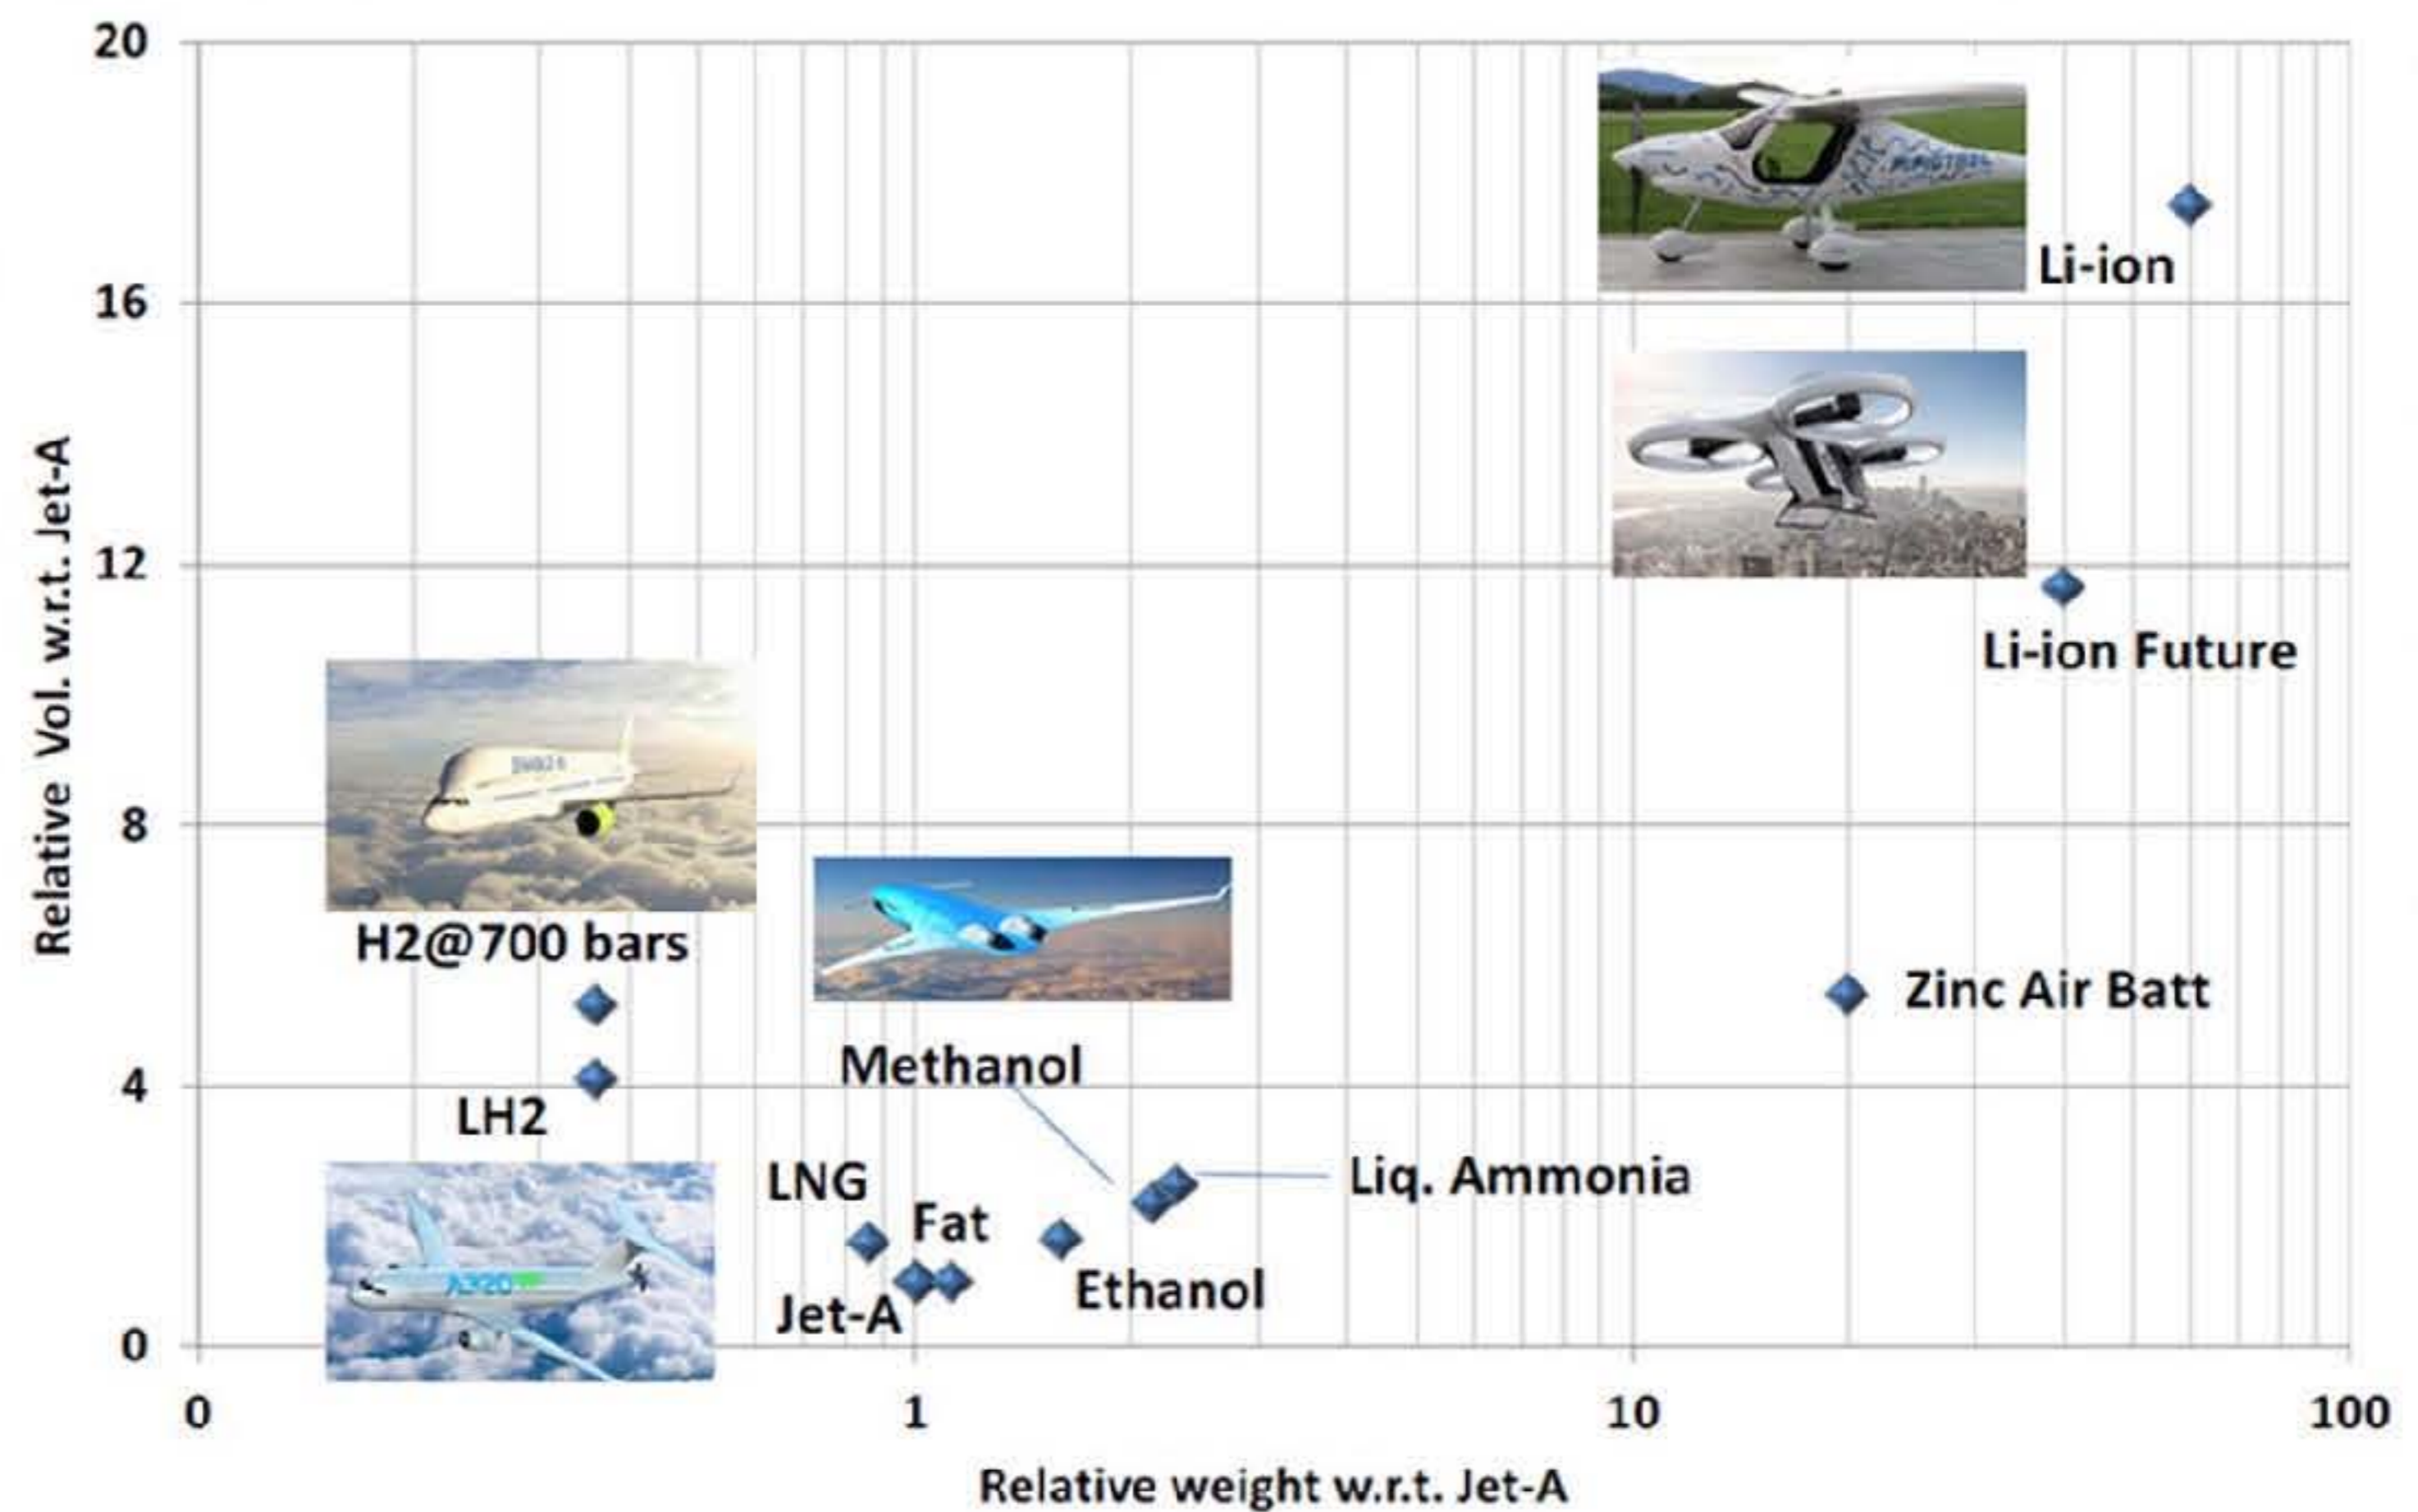 20
16
12
8
4
0
Relative Vol. w.r.t. Jet-A
Li-ion
Li-ion Future
H2@700 bars
Zinc Air Batt
Methanol
LH2
LNG
Liq. Ammonia
Fat
A320
Ethanol
Jet-A
0
1
10
100
Relative weight w.r.t. Jet-A